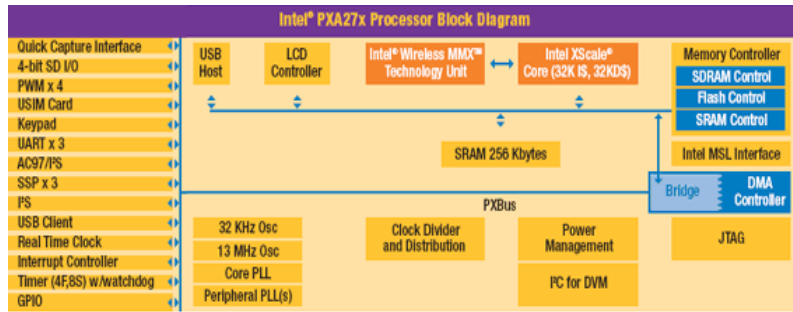 Intel® PXA27x Processor Block Diagram
Quick Capture Interface
4-bit SD I/O
PWM x 4
USIM Card
Keypad
UART x 3
AC97/I²S
SSP x 3
I²S
USB Client
Real Time Clock
Interrupt Controller
Timer (4F,8S) w/watchdog
GPIO
USB
Host
LCD
Controller
Intel® Wireless MMX™
Technology Unit
Intel XScale®
Core (32K I$, 32KD$)
Memory Controller
SDRAM Control
Flash Control
SRAM Control
SRAM 256 Kbytes
Intel MSL Interface
Bridge
DMA
Controller
PXBus
32 KHz Osc
13 MHz Osc
Core PLL
Peripheral PLL(s)
Clock Divider
and Distribution
Power
Management
I²C for DVM
JTAG